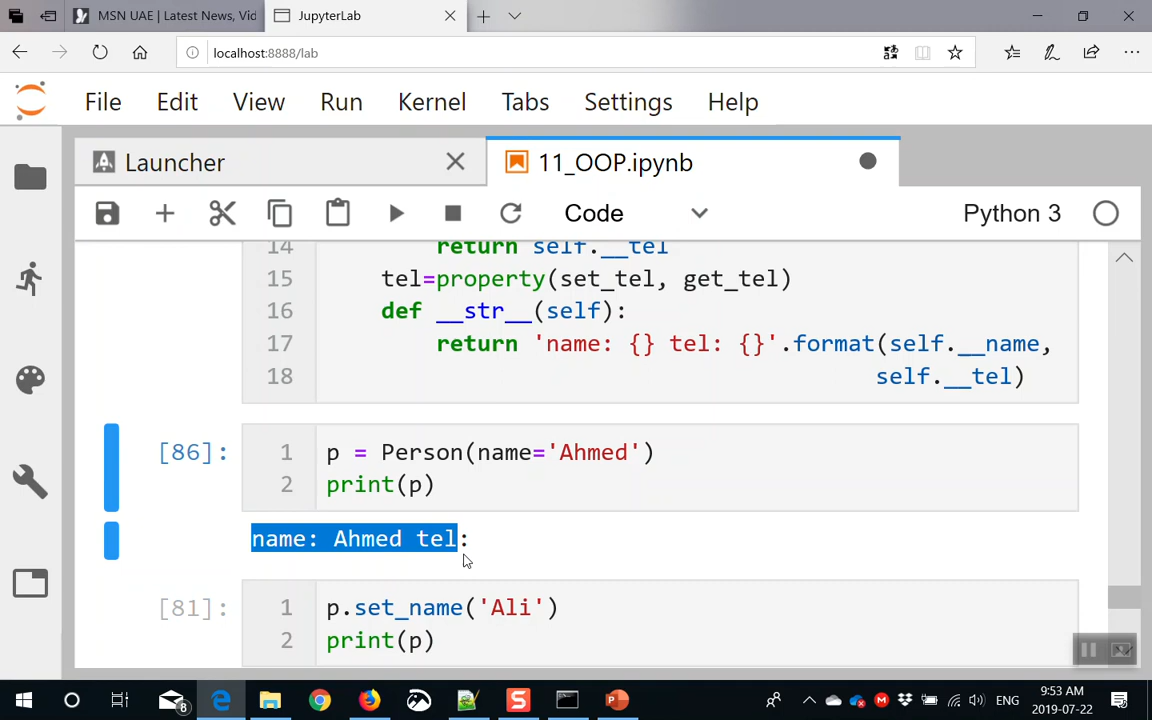 MSN UAE | Latest News, Vid
JupyterLab
localhost:8888/lab
File Edit View Run Kernel Tabs Settings Help
Launcher
11_OOP.ipynb
Code
Python 3
14 return self.__tel
15 tel=property(set_tel, get_tel)
16 def __str__(self):
17 return 'name: {} tel: {}'.format(self.__name,
18 self.__tel)
[86]: 1 p = Person(name='Ahmed')
2 print(p)
name: Ahmed tel:
[81]: 1 p.set_name('Ali')
2 print(p)
8
ENG
9:53 AM
2019-07-22